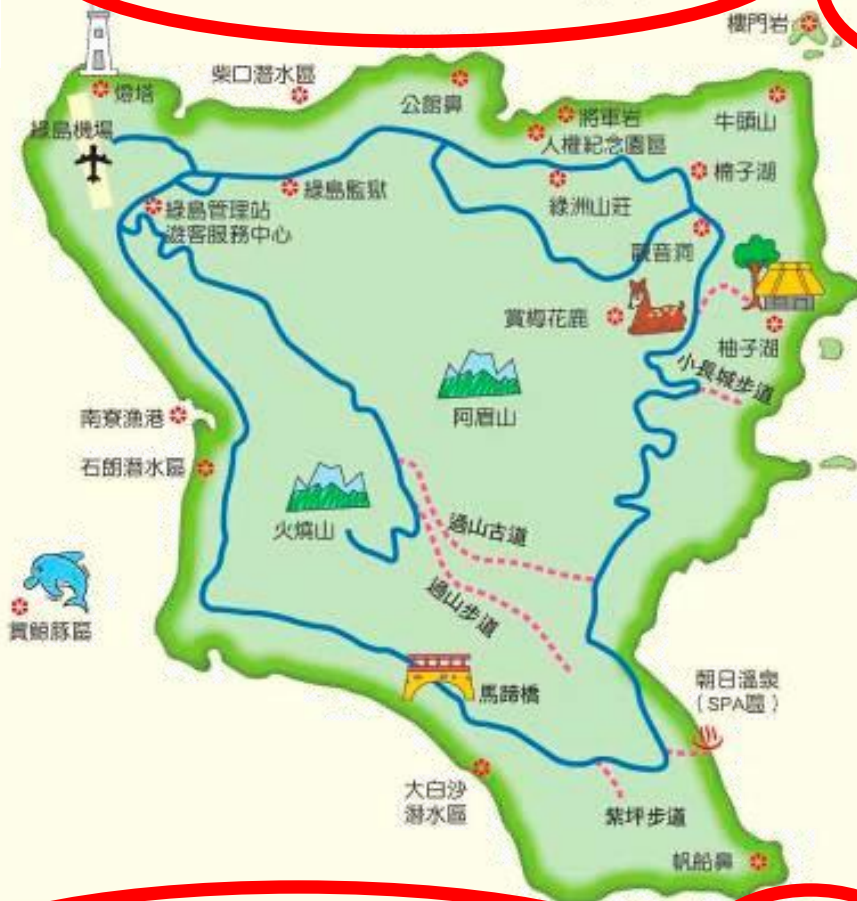 樓門岩
柴口潛水區
燈塔
公館鼻
將軍岩
牛頭山
綠島機場
人權紀念園區
楠子湖
綠島監獄
綠洲山莊
綠島管理站
遊客服務中心
觀音洞
賞梅花鹿
柚子湖
小長城步道
阿眉山
南寮漁港
石朗潛水區
火燒山
過山古道
過山步道
賞鯨豚區
朝日溫泉
(SPA區)
馬蹄橋
大白沙
潛水區
紫坪步道
帆船鼻